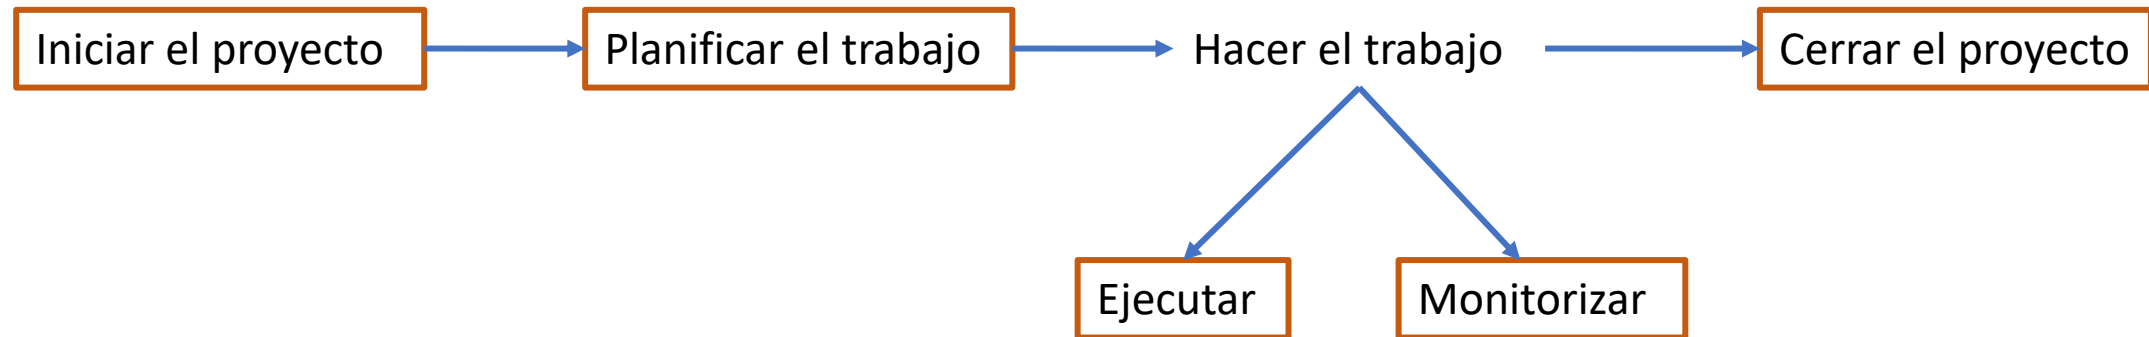 Iniciar el proyecto
Planificar el trabajo
Hacer el trabajo
Cerrar el proyecto
Ejecutar
Monitorizar